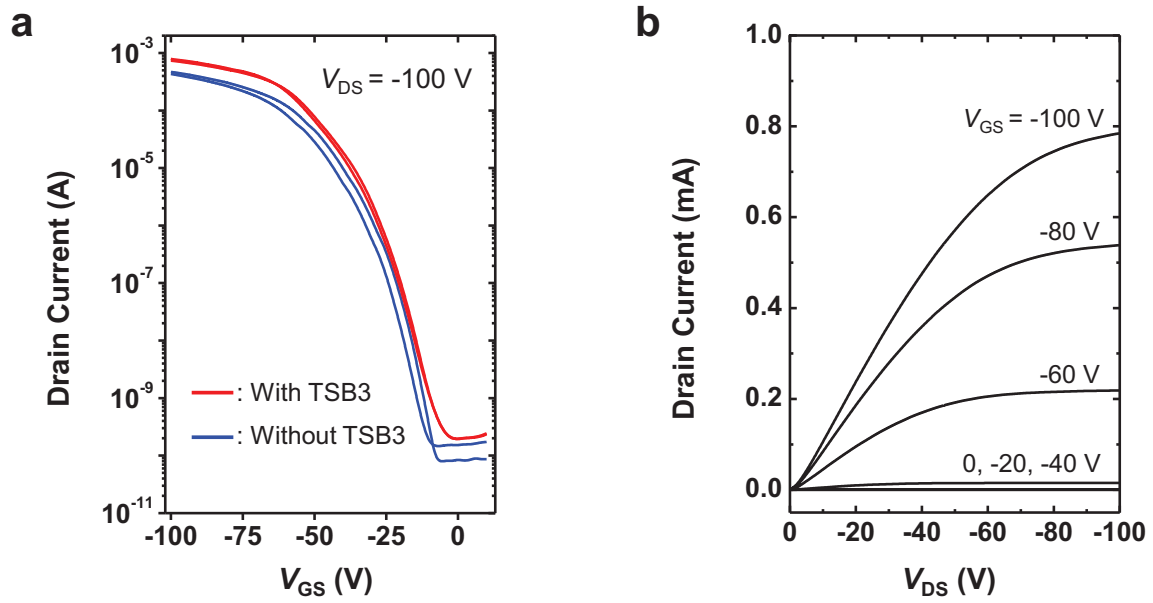 a
10⁻³
10⁻⁵
10⁻⁷
10⁻⁹
10⁻¹¹
Drain Current (A)
V_DS = -100 V
: With TSB3
: Without TSB3
-100 -75 -50 -25 0
V_GS (V)
b
1.0
0.8
0.6
0.4
0.2
0.0
Drain Current (mA)
V_GS = -100 V
-80 V
-60 V
0, -20, -40 V
0 -20 -40 -60 -80 -100
V_DS (V)